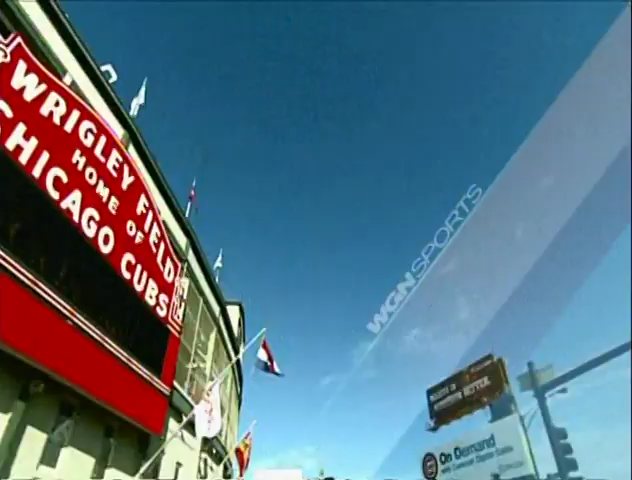 WRIGLEY FIELD
HOME OF
CHICAGO CUBS
WGN SPORTS
On Demand